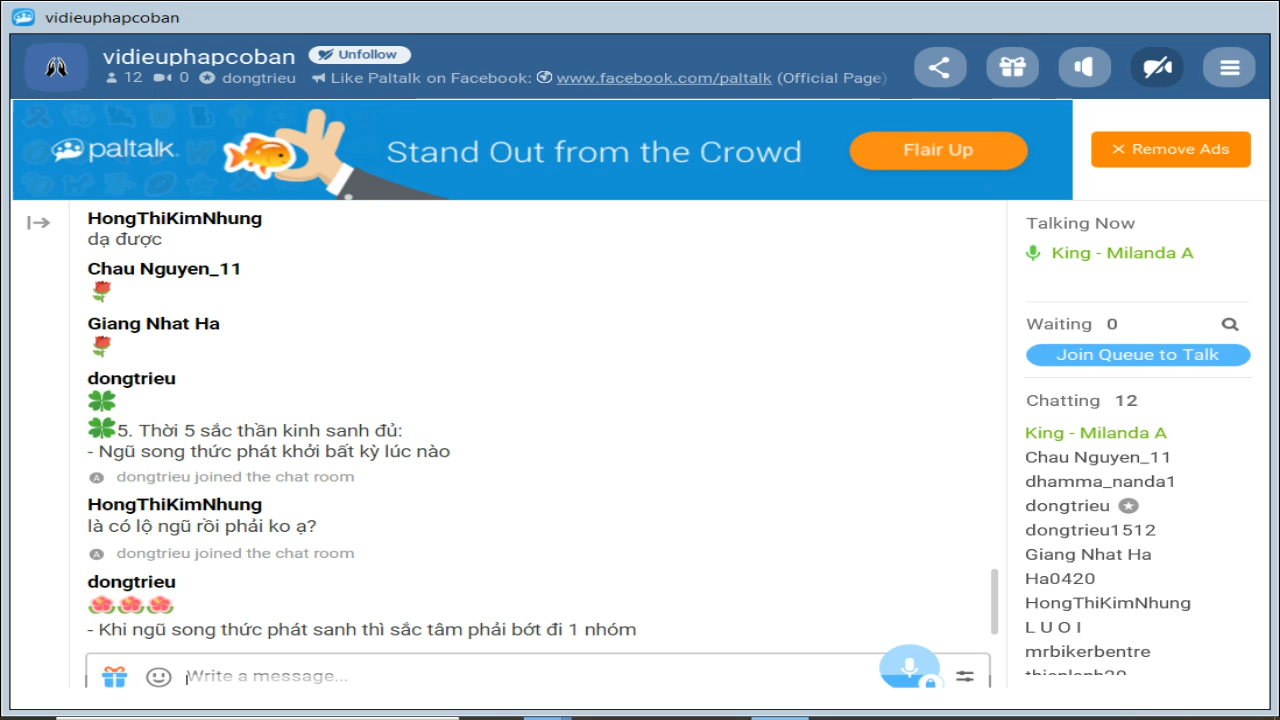 vidieuphapcoban
vidieuphapcoban
Unfollow
12 0 dongtrieu Like Paltalk on Facebook: www.facebook.com/paltalk (Official Page)
paltalk
Stand Out from the Crowd
Flair Up
× Remove Ads
HongThiKimNhung
dạ được
Chau Nguyen_11
Giang Nhat Ha
dongtrieu
5. Thời 5 sắc thần kinh sanh đủ:
- Ngũ song thức phát khởi bất kỳ lúc nào
A dongtrieu joined the chat room
HongThiKimNhung
là có lộ ngũ rồi phải ko ạ?
A dongtrieu joined the chat room
dongtrieu
- Khi ngũ song thức phát sanh thì sắc tâm phải bớt đi 1 nhóm
Write a message...
Talking Now
King - Milanda A
Waiting 0
Join Queue to Talk
Chatting 12
King - Milanda A
Chau Nguyen_11
dhamma_nanda1
dongtrieu
dongtrieu1512
Giang Nhat Ha
Ha0420
HongThiKimNhung
L U O I
mrbikerbentre